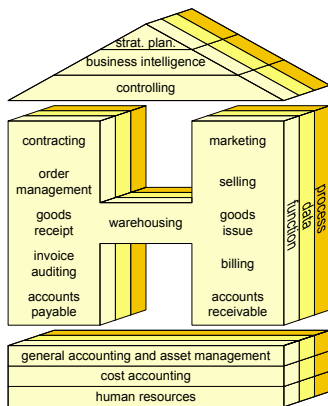 strat. plan.
business intelligence
controlling
contracting
order
management
goods
receipt
invoice
auditing
accounts
payable
warehousing
marketing
selling
goods
issue
billing
accounts
receivable
function
data
process
general accounting and asset management
cost accounting
human resources